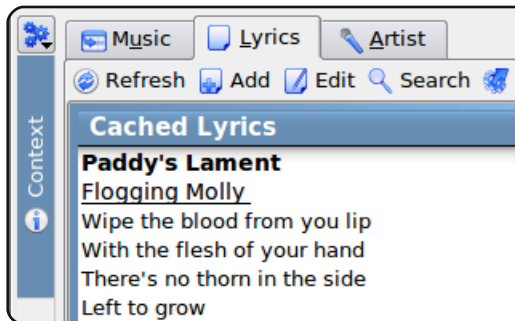 Music Lyrics Artist
Refresh Add Edit Search
Context
Cached Lyrics
Paddy's Lament
Flogging Molly
Wipe the blood from you lip
With the flesh of your hand
There's no thorn in the side
Left to grow